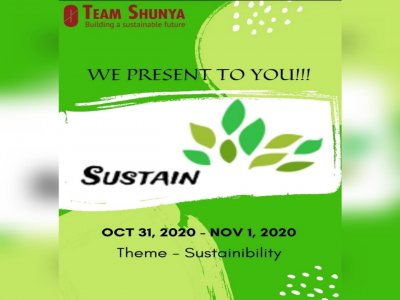 TEAM SHUNYA
Building a sustainable future
WE PRESENT TO YOU!!!
SUSTAIN
OCT 31, 2020 - NOV 1, 2020
Theme - Sustainibility